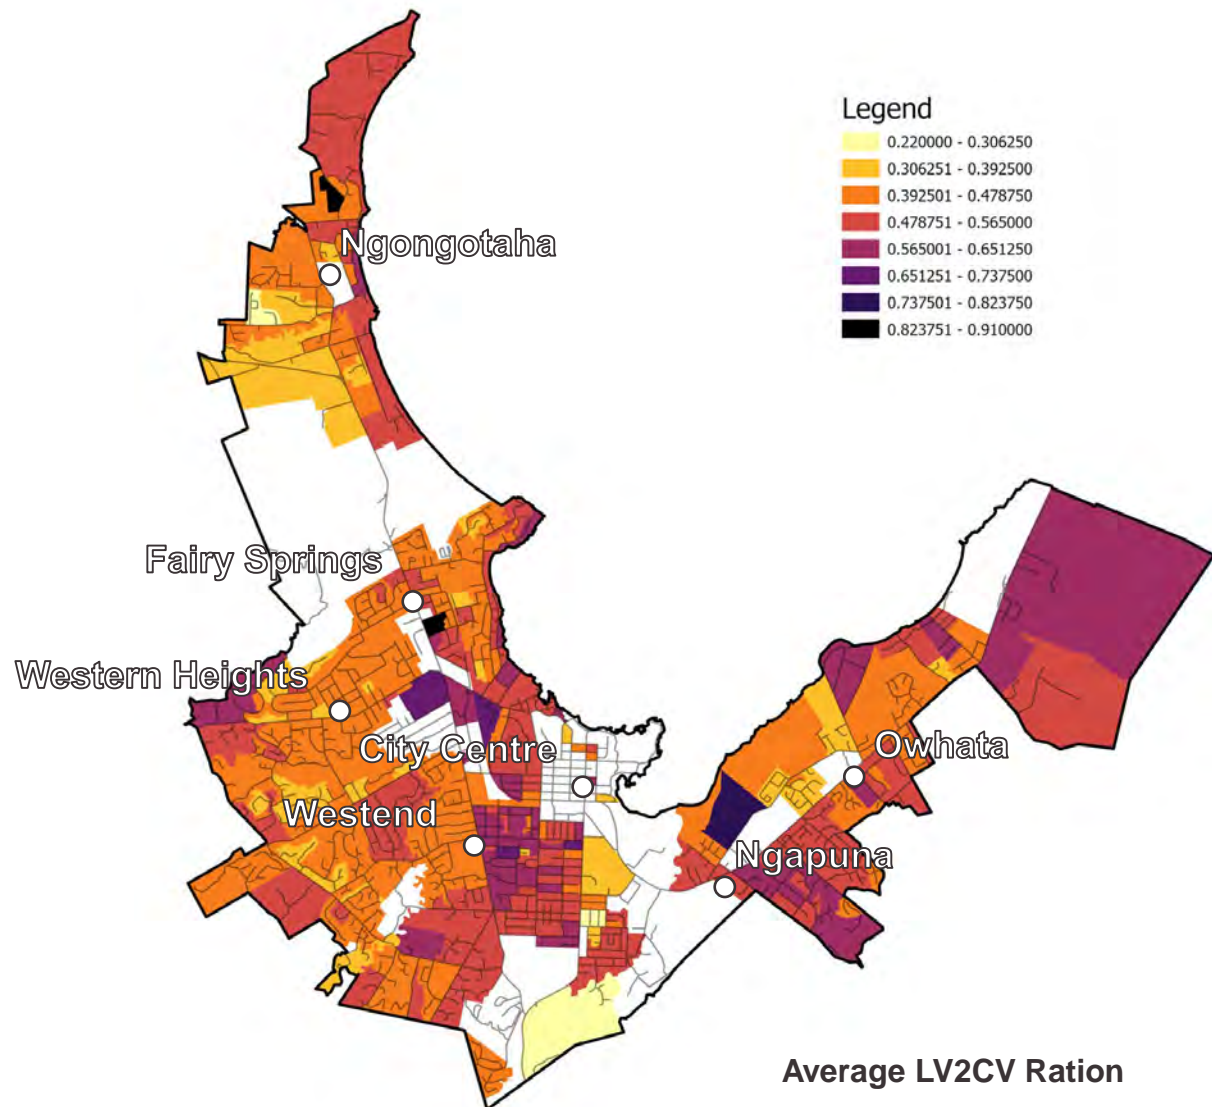 Legend
0.220000 - 0.306250
0.306251 - 0.392500
0.392501 - 0.478750
0.478751 - 0.565000
0.565001 - 0.651250
0.651251 - 0.737500
0.737501 - 0.823750
0.823751 - 0.910000
Ngongotaha
Fairy Springs
Western Heights
City Centre
Owhata
Westend
Ngapuna
Average LV2CV Ration